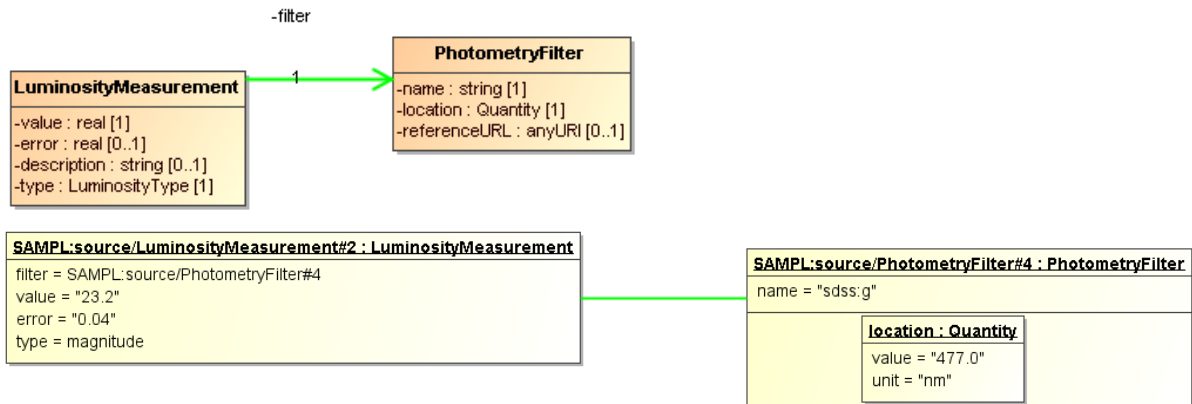 -filter
PhotometryFilter
-name : string [1]
-location : Quantity [1]
-referenceURL : anyURI [0..1]
1
LuminosityMeasurement
-value : real [1]
-error : real [0..1]
-description : string [0..1]
-type : LuminosityType [1]
SAMPL:source/LuminosityMeasurement#2 : LuminosityMeasurement
filter = SAMPL:source/PhotometryFilter#4
value = "23.2"
error = "0.04"
type = magnitude
SAMPL:source/PhotometryFilter#4 : PhotometryFilter
name = "sdss:g"
location : Quantity
value = "477.0"
unit = "nm"